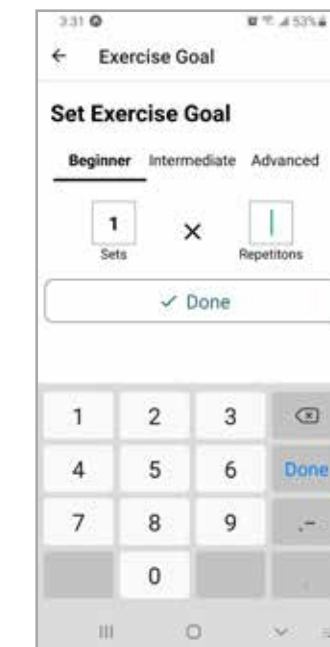 3:31 53%
Exercise Goal
Set Exercise Goal
Beginner Intermediate Advanced
1 ×
Sets Repetitons
✓ Done
1 2 3
4 5 6 Done
7 8 9 .-
0 .